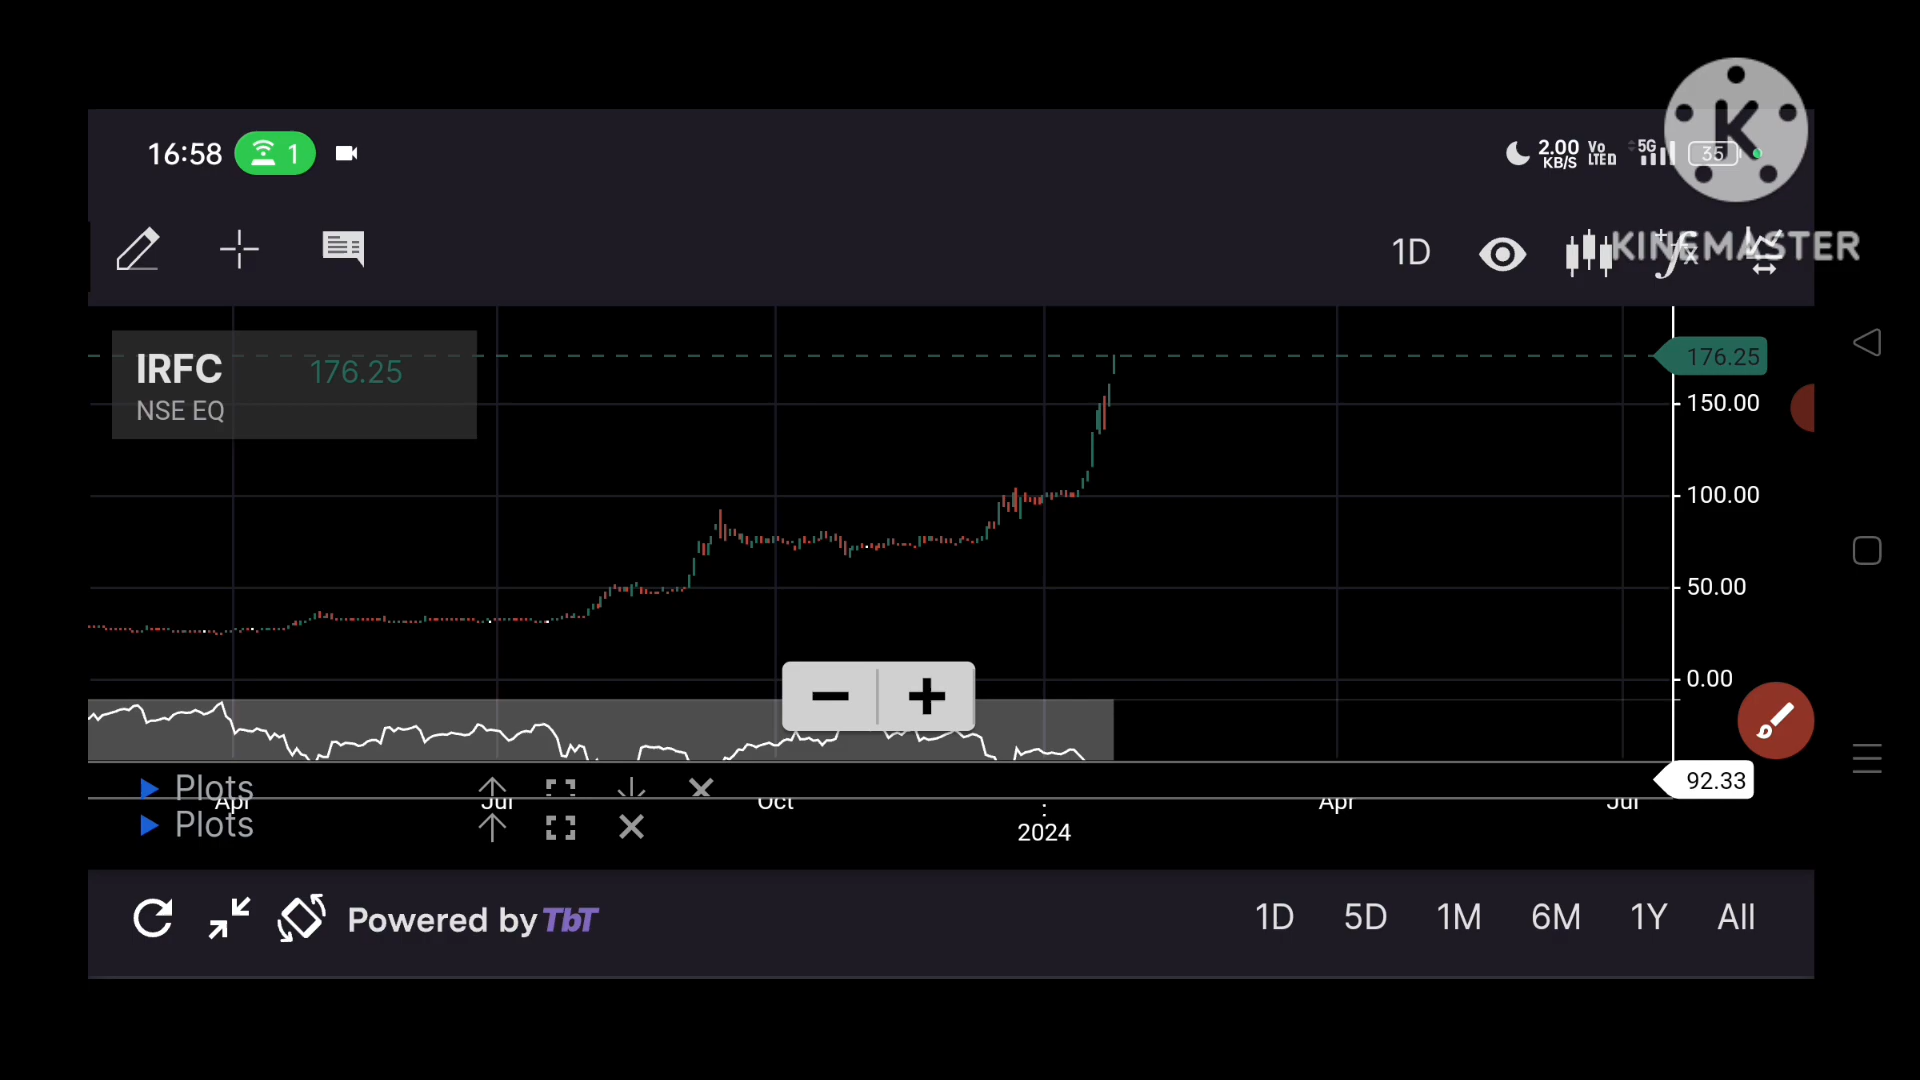 16:58 1 2.00 KB/S Vo LTED 5G 35 K
1D KINEMASTER
IRFC 176.25
NSE EQ
176.25
150.00
100.00
50.00
0.00
92.33
Plots
Apr Jul Oct Apr Jul
Plots
2024
Powered by TbT 1D 5D 1M 6M 1Y All